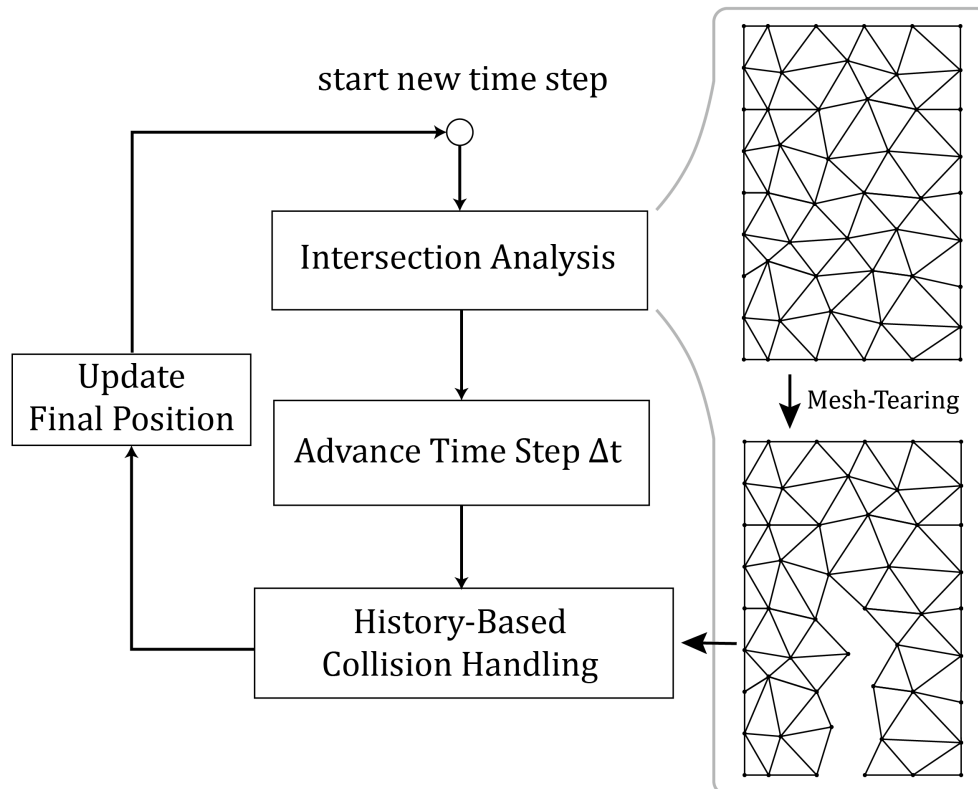 start new time step
Intersection Analysis
Update
Final Position
Advance Time Step Δt
Mesh-Tearing
History-Based
Collision Handling